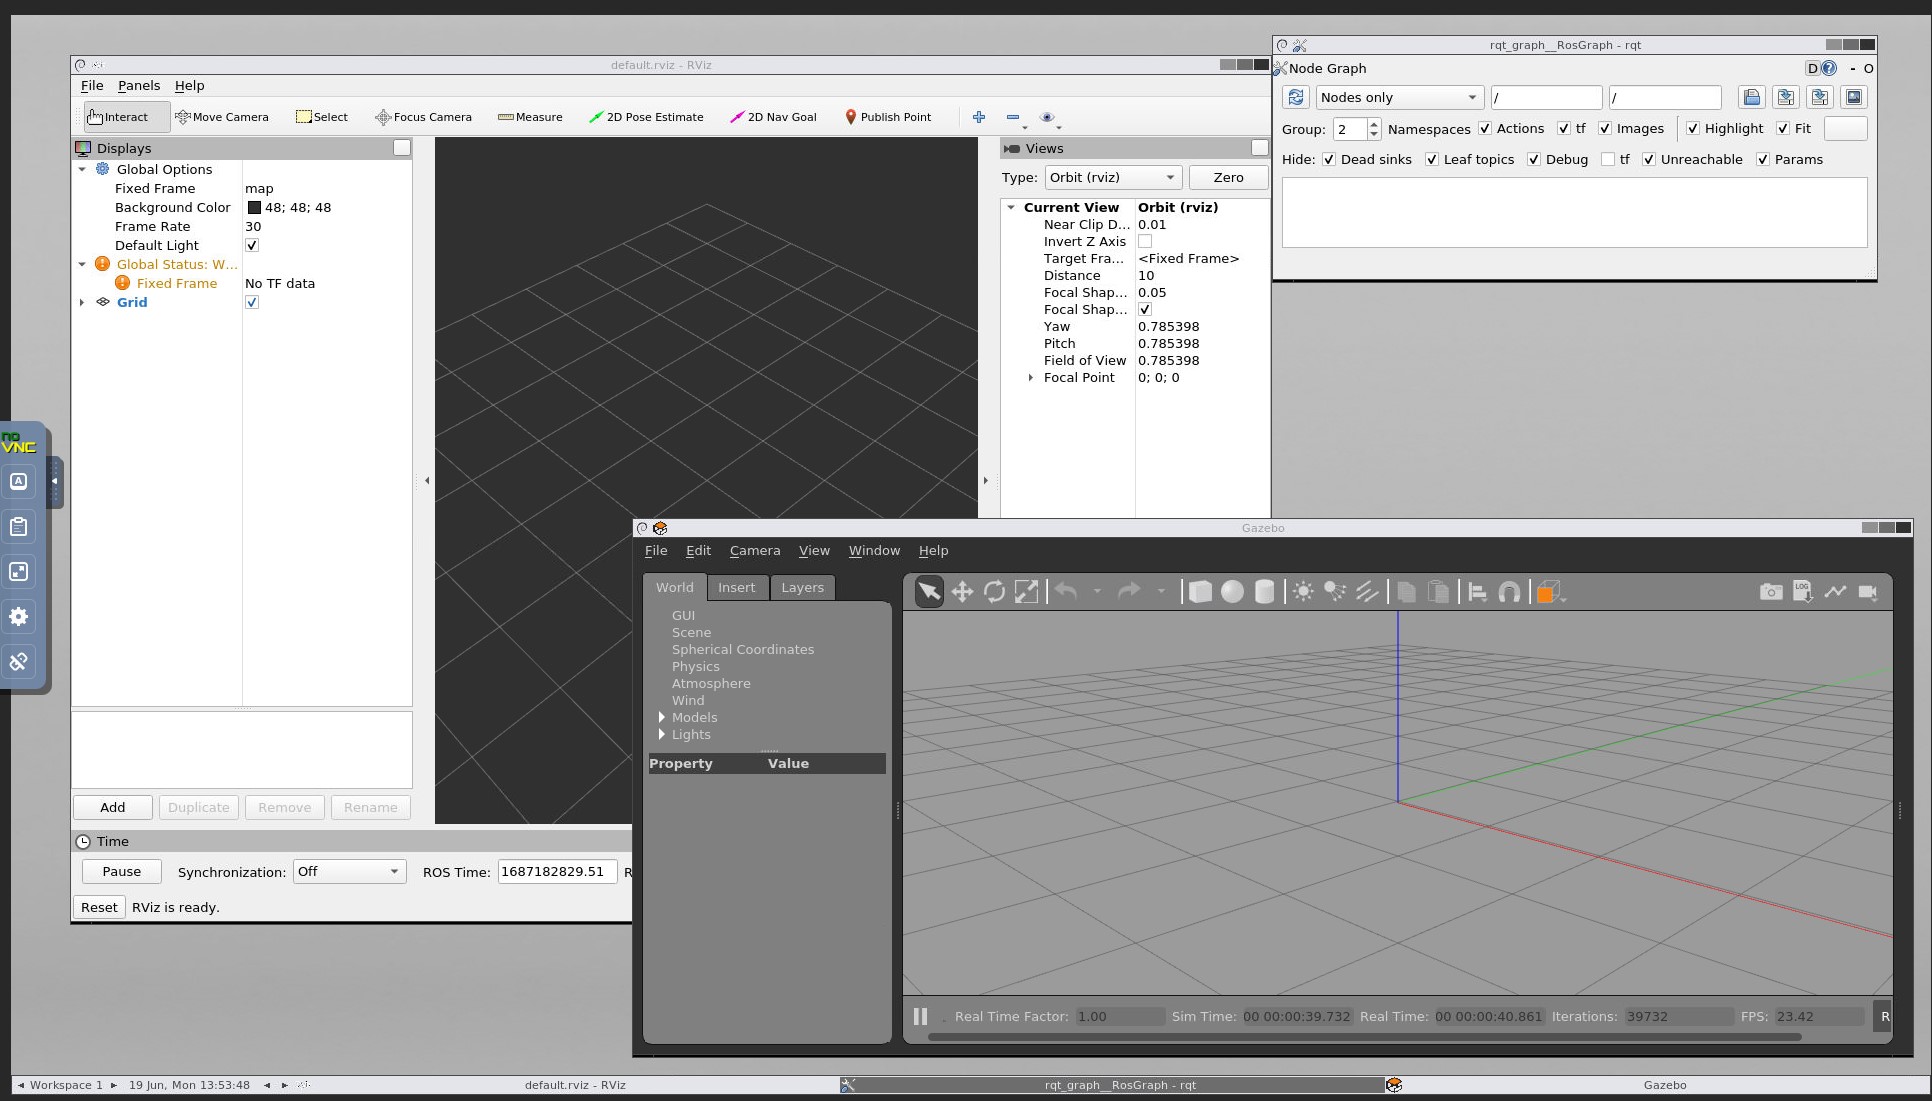 default.rviz - RViz
File Panels Help
Interact Move Camera Select Focus Camera Measure 2D Pose Estimate 2D Nav Goal Publish Point
Displays
Global Options
Fixed Frame map
Background Color 48; 48; 48
Frame Rate 30
Default Light
Global Status: W...
Fixed Frame No TF data
Grid
Add Duplicate Remove Rename
Time
Pause Synchronization: Off ROS Time: 1687182829.51 R
Reset RViz is ready.
Views
Type: Orbit (rviz) Zero
Current View Orbit (rviz)
Near Clip D... 0.01
Invert Z Axis
Target Fra... <Fixed Frame>
Distance 10
Focal Shap... 0.05
Focal Shap...
Yaw 0.785398
Pitch 0.785398
Field of View 0.785398
Focal Point 0; 0; 0
rqt_graph__RosGraph - rqt
Node Graph D - O
Nodes only / /
Group: 2 Namespaces Actions tf Images Highlight Fit
Hide: Dead sinks Leaf topics Debug tf Unreachable Params
no
VNC
A
Gazebo
File Edit Camera View Window Help
World Insert Layers
GUI
Scene
Spherical Coordinates
Physics
Atmosphere
Wind
Models
Lights
Property Value
LOG
Real Time Factor: 1.00 Sim Time: 00 00:00:39.732 Real Time: 00 00:00:40.861 Iterations: 39732 FPS: 23.42 R
Workspace 1 19 Jun, Mon 13:53:48 default.rviz - RViz rqt_graph__RosGraph - rqt Gazebo